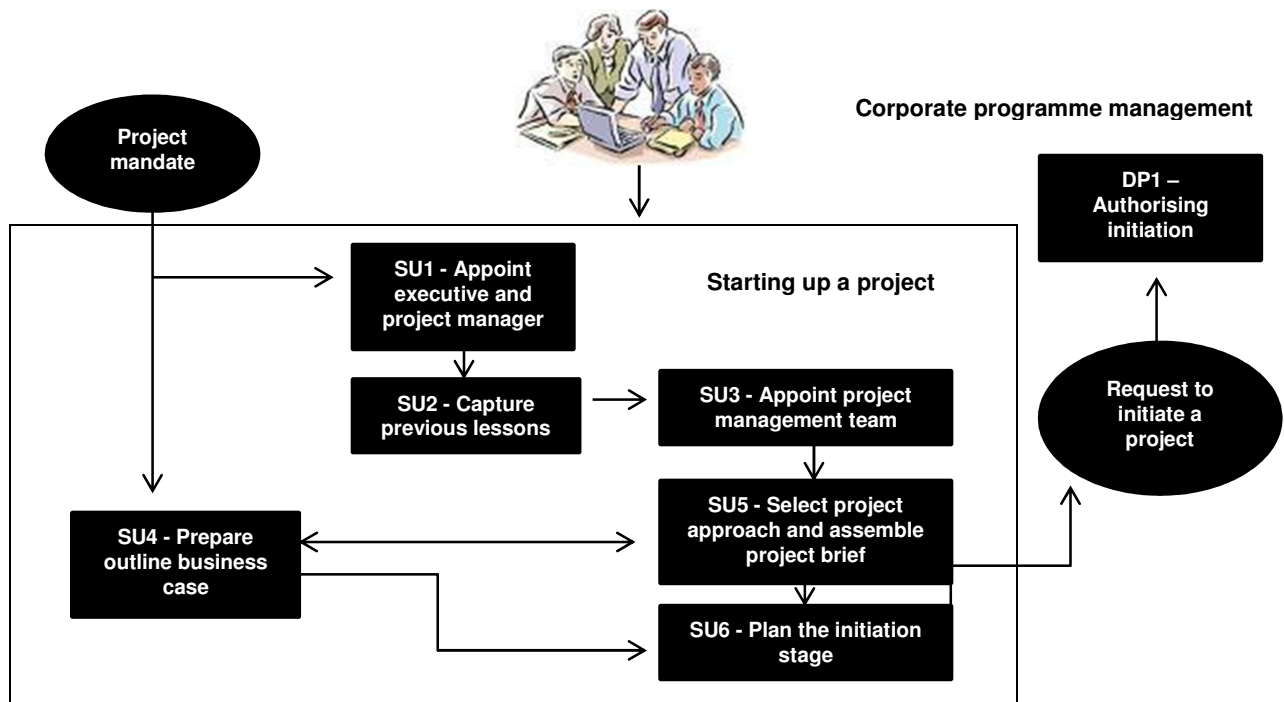 Corporate programme management
Project
mandate
DP1 –
Authorising
initiation
SU1 - Appoint
executive and
project manager
Starting up a project
SU2 - Capture
previous lessons
SU3 - Appoint project
management team
Request to
initiate a
project
SU4 - Prepare
outline business
case
SU5 - Select project
approach and assemble
project brief
SU6 - Plan the initiation
stage